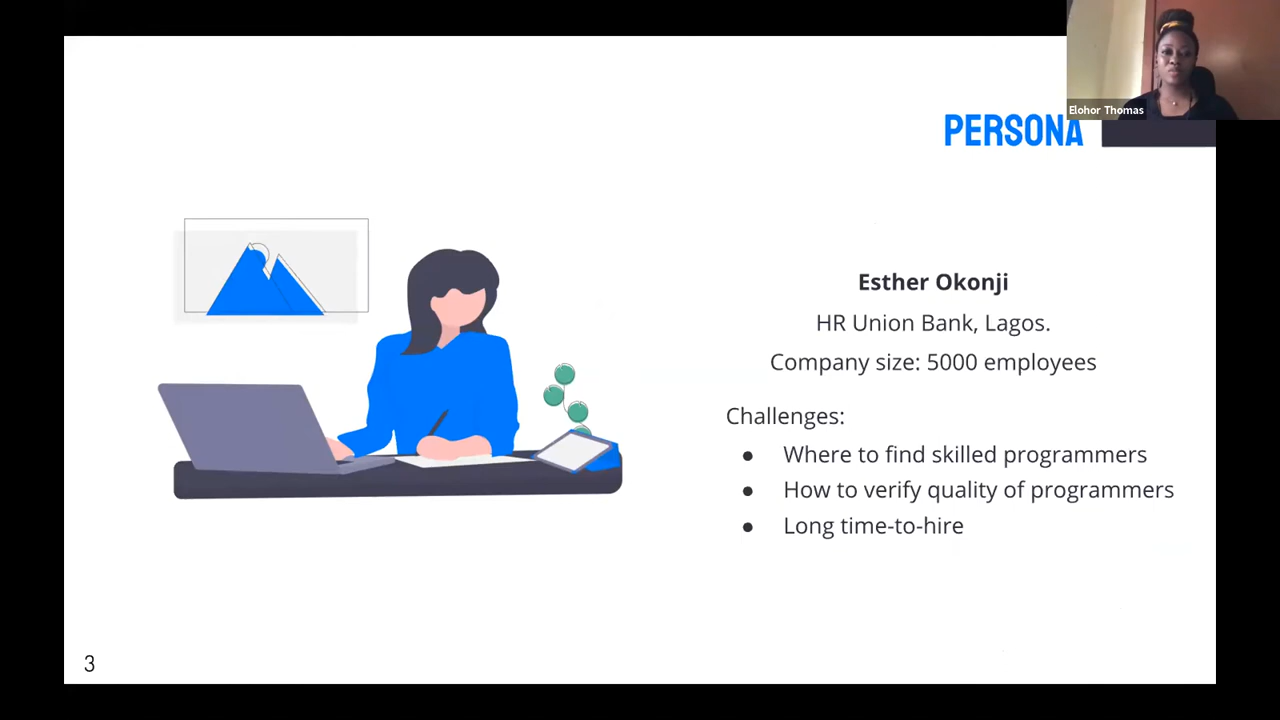 Elohor Thomas
PERSONA
Esther Okonji
HR Union Bank, Lagos.
Company size: 5000 employees
Challenges:
● Where to find skilled programmers
● How to verify quality of programmers
● Long time-to-hire
3